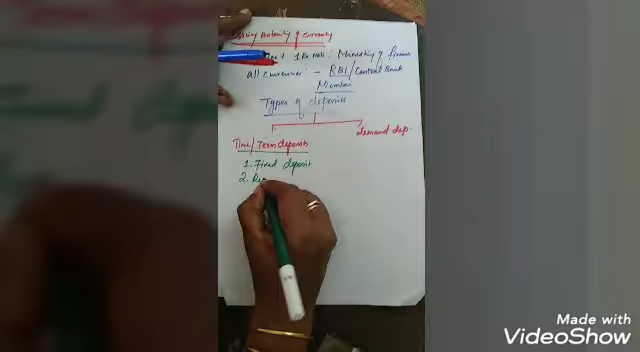 Issuing Authority of Currency
1 Re Note : Ministry of finance
all currencies - RBI/Central Bank
Mumbai
Types of deposits
Time/Term deposits
demand dep-
1. Fixed deposit
2. Re
Made with
VideoShow